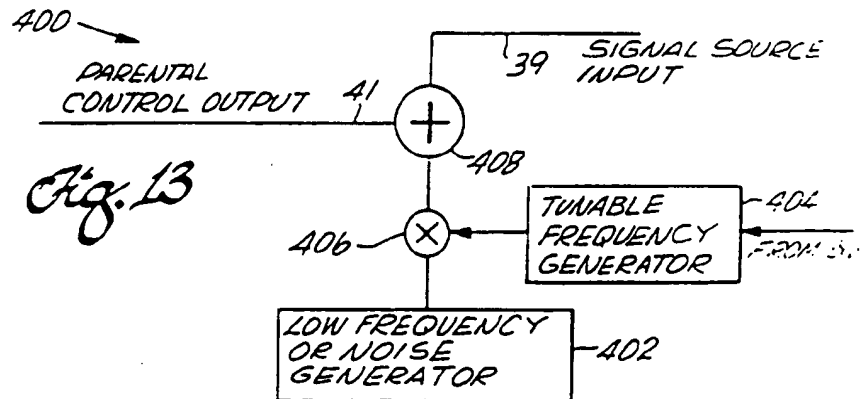 400
39
SIGNAL SOURCE
INPUT
PARENTAL
CONTROL OUTPUT
41
+
408
Fig. 13
406
×
TUNABLE
FREQUENCY
GENERATOR
404
FROM
LOW FREQUENCY
OR NOISE
GENERATOR
402